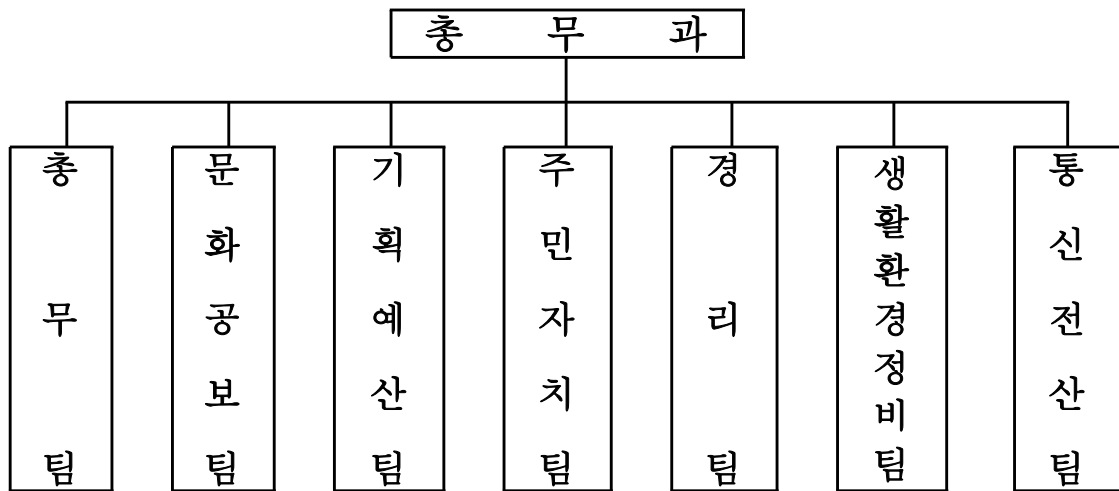 총 무 과
총무팀
문화공보팀
기획예산팀
주민자치팀
경리팀
생활환경정비팀
통신전산팀